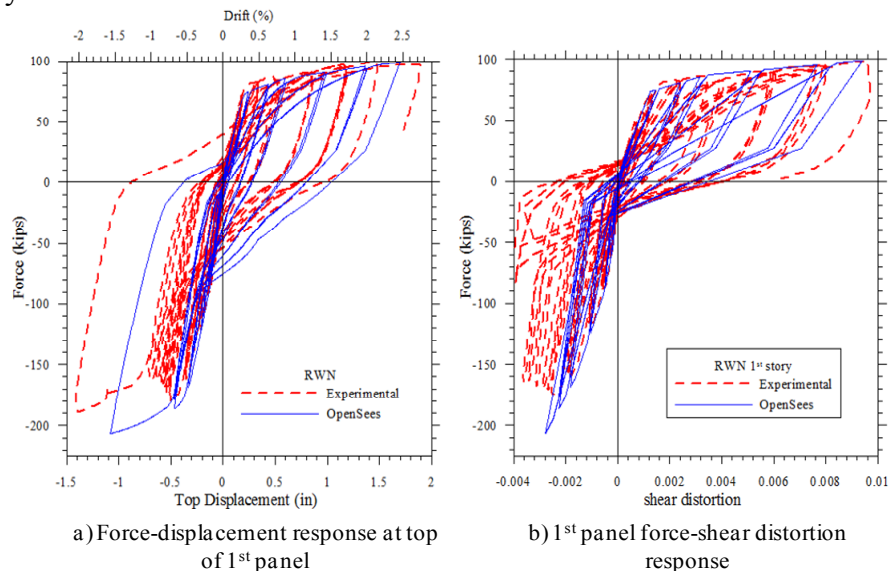 y
Drift (%)
-2 -1.5 -1 -0.5 0 0.5 1 1.5 2 2.5
100
50
0
-50
-100
-150
-200
Force (kips)
RWN
Experimental
OpenSees
-1.5 -1 -0.5 0 0.5 1 1.5 2
Top Displacement (in)
a) Force-displacement response at top
of 1st panel
100
50
0
-50
-100
-150
-200
Force (kips)
RWN 1st story
Experimental
OpenSees
-0.004 -0.002 0 0.002 0.004 0.006 0.008 0.01
shear distortion
b) 1st panel force-shear distortion
response